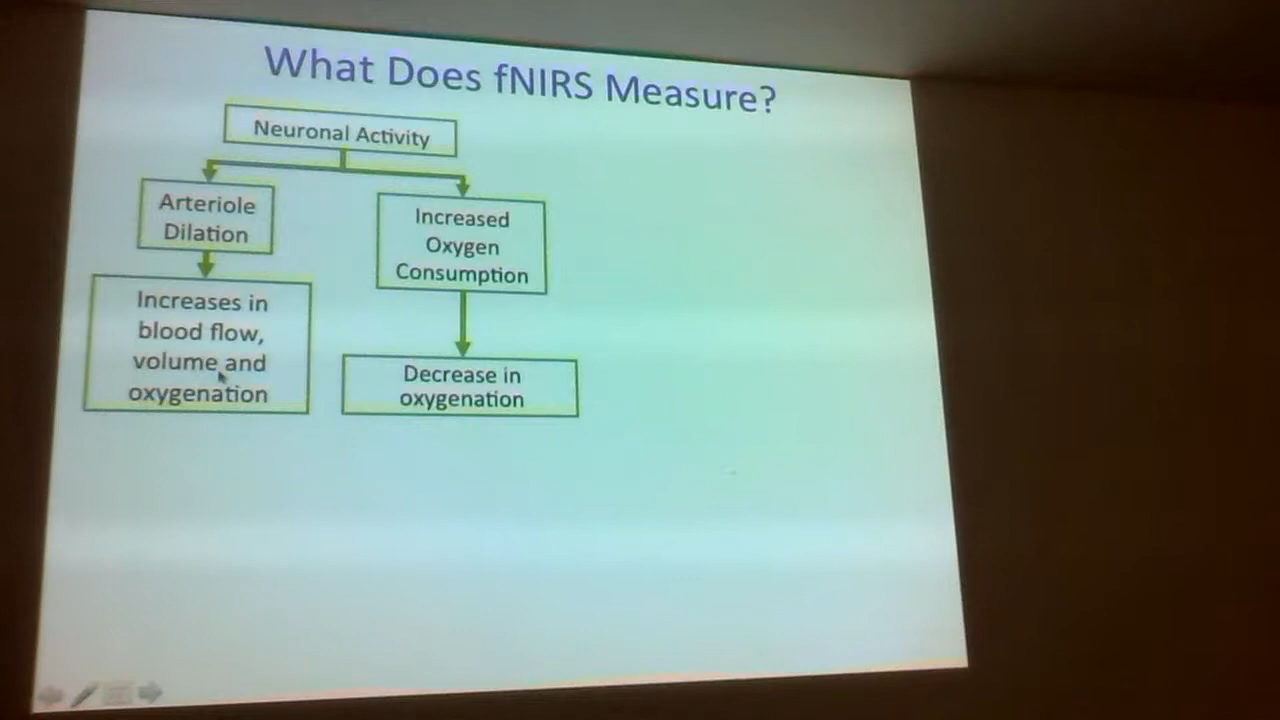 What Does fNIRS Measure?
Neuronal Activity
Arteriole
Dilation
Increased
Oxygen
Consumption
Increases in
blood flow,
volume and
oxygenation
Decrease in
oxygenation